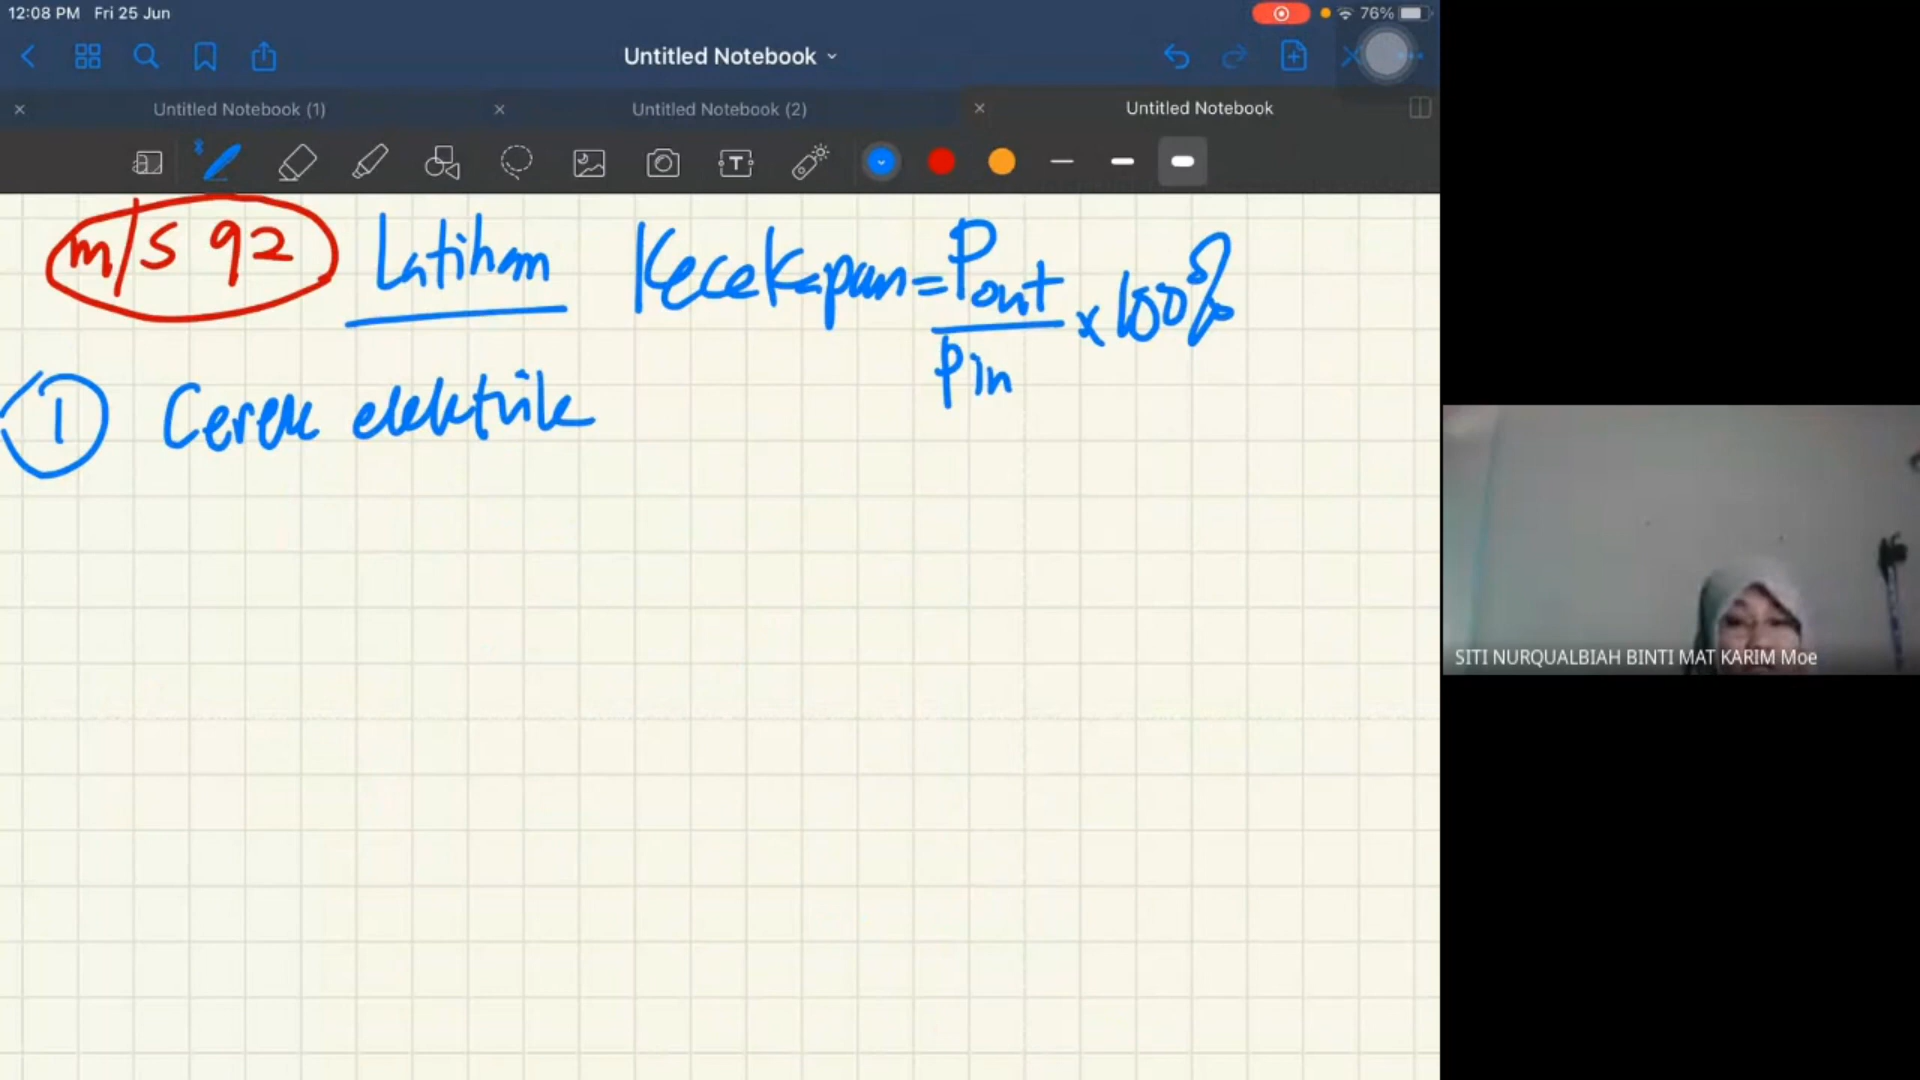 12:08 PM Fri 25 Jun
76%
Untitled Notebook
Untitled Notebook (1)
Untitled Notebook (2)
Untitled Notebook
m/s 92 Latihan Kecekapan = Pout / Pin × 100%
1 Cerek elektrik
SITI NURQUALBIAH BINTI MAT KARIM Moe